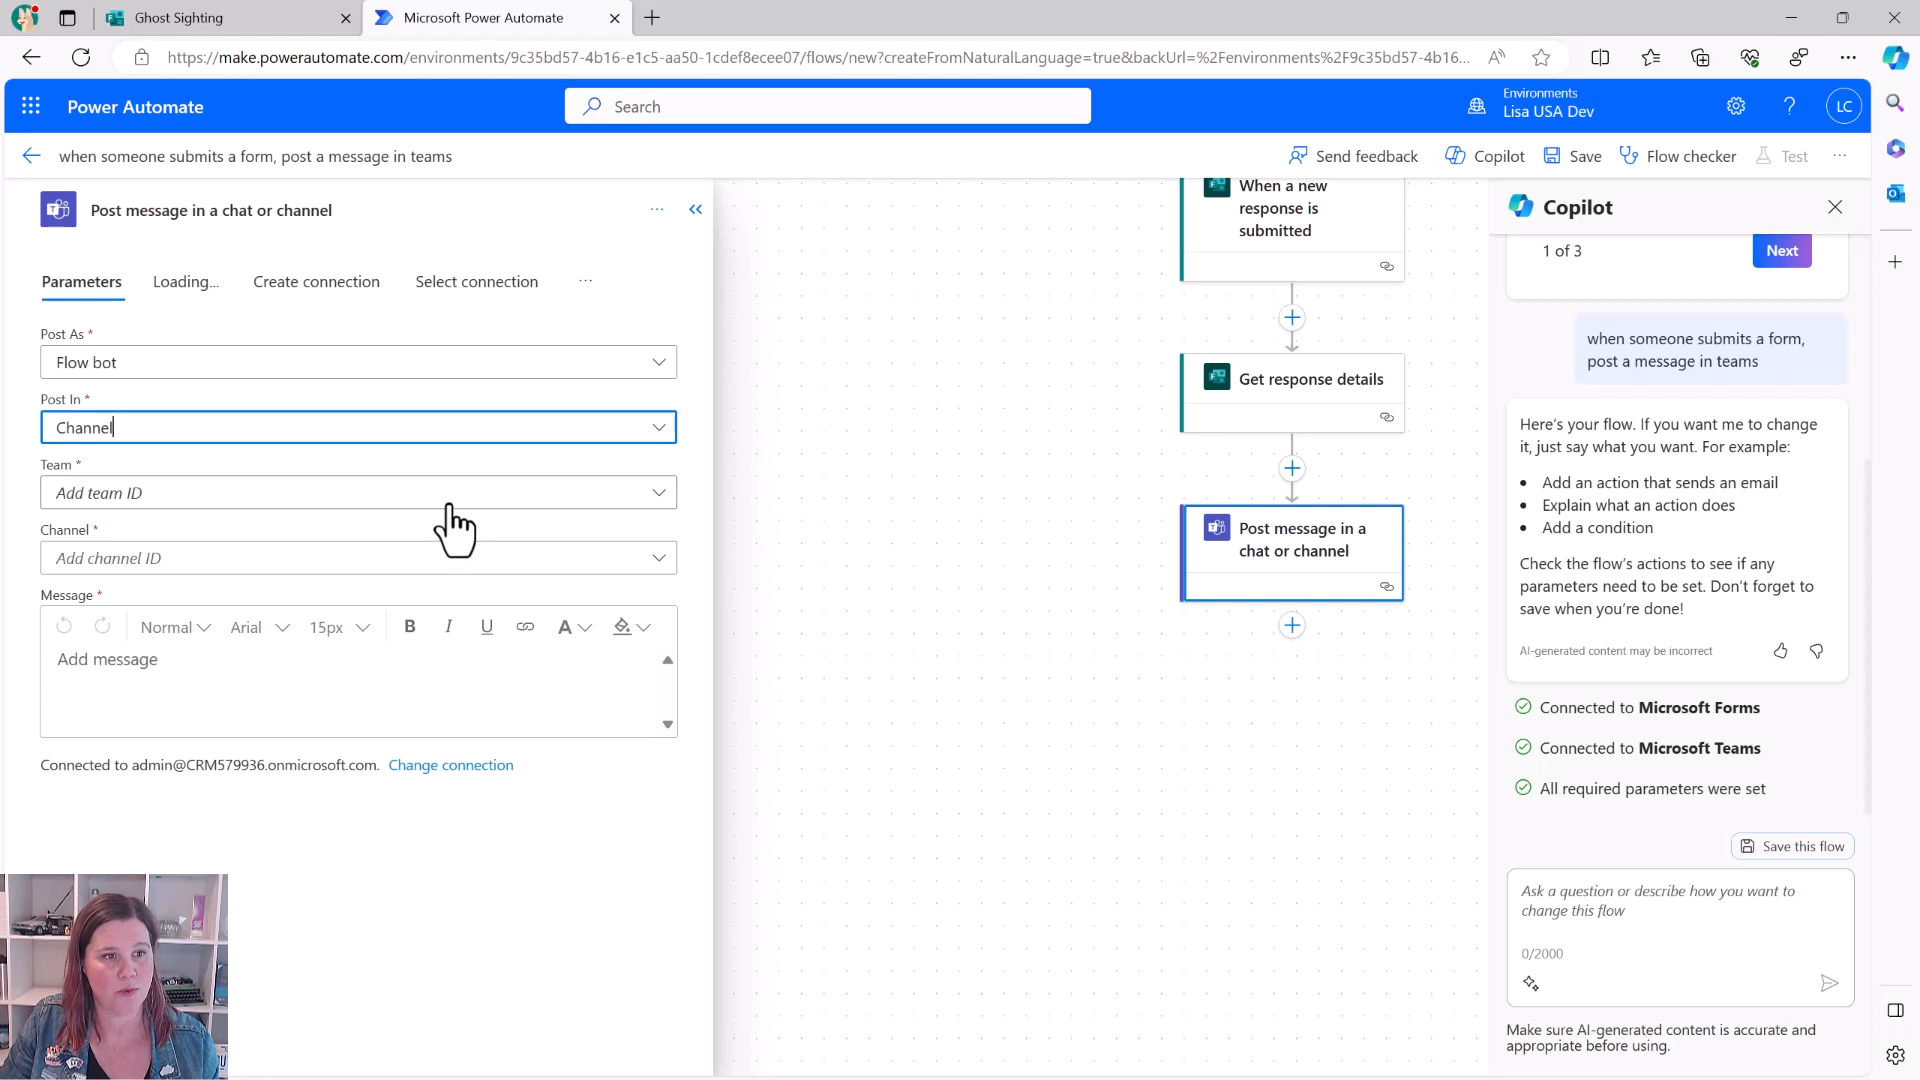 Ghost Sighting
Microsoft Power Automate
https://make.powerautomate.com/environments/9c35bd57-4b16-e1c5-aa50-1cdef8ecee07/flows/new?createFromNaturalLanguage=true&backUrl=%2Fenvironments%2F9c35bd57-4b16...
Power Automate
Search
Environments
Lisa USA Dev
LC
when someone submits a form, post a message in teams
Send feedback
Copilot
Save
Flow checker
Test
Post message in a chat or channel
Parameters
Loading...
Create connection
Select connection
Post As *
Flow bot
Post In *
Channel
Team *
Add team ID
Channel *
Add channel ID
Message *
Normal
Arial
15px
B
I
U
A
Add message
Connected to admin@CRM579936.onmicrosoft.com. Change connection
When a new
response is
submitted
Get response details
Post message in a
chat or channel
Copilot
1 of 3
Next
when someone submits a form,
post a message in teams
Here's your flow. If you want me to change
it, just say what you want. For example:
Add an action that sends an email
Explain what an action does
Add a condition
Check the flow's actions to see if any
parameters need to be set. Don't forget to
save when you're done!
AI-generated content may be incorrect
Connected to Microsoft Forms
Connected to Microsoft Teams
All required parameters were set
Save this flow
Ask a question or describe how you want to
change this flow
0/2000
Make sure AI-generated content is accurate and
appropriate before using.